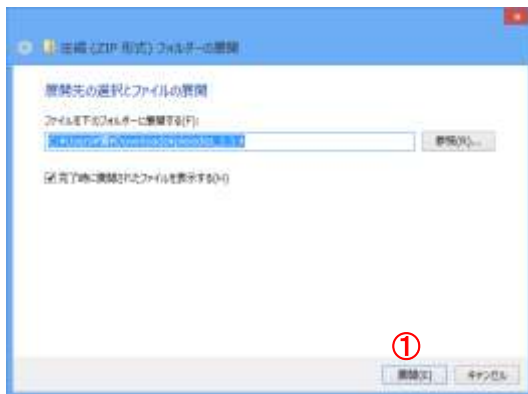 圧縮 (ZIP 形式) フォルダーの展開
展開先の選択とファイルの展開
ファイルを下のフォルダーに展開する(F):
参照(R)...
完了時に展開されたファイルを表示する(H)
①
展開(E) キャンセル